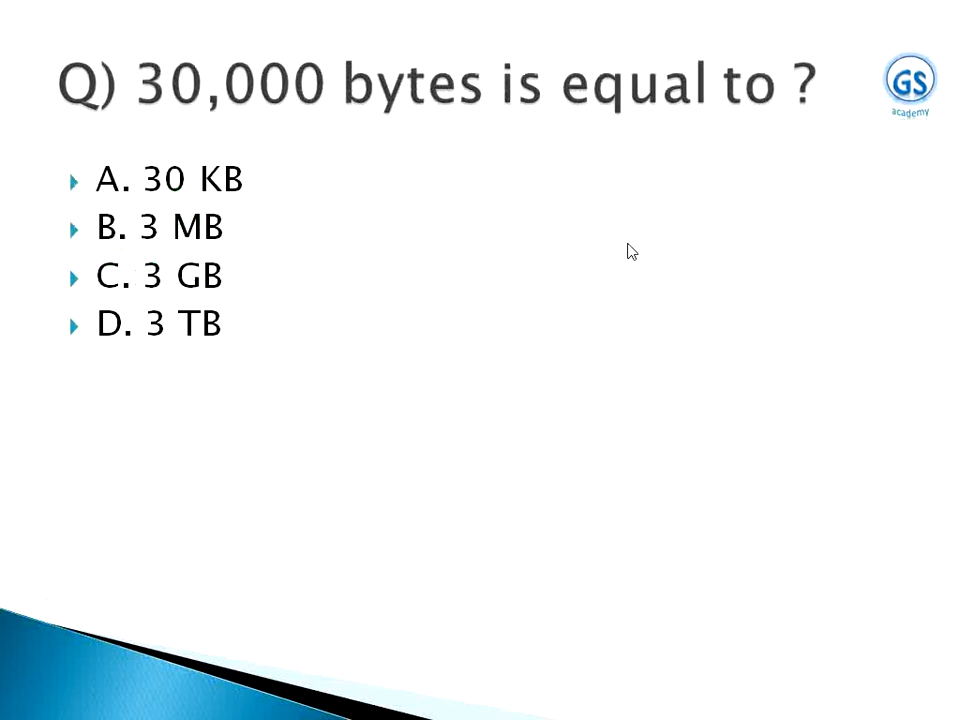 Q) 30,000 bytes is equal to ?
GS
academy
A. 30 KB
B. 3 MB
C. 3 GB
D. 3 TB